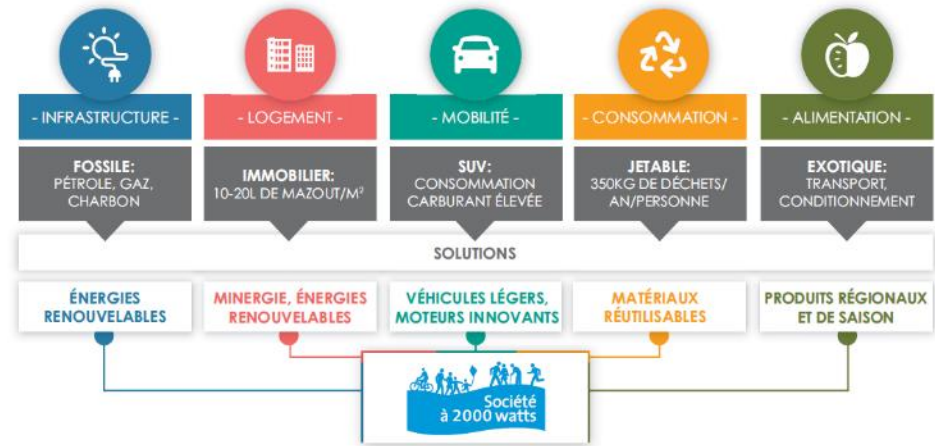 - INFRASTRUCTURE -
- LOGEMENT -
- MOBILITÉ -
- CONSOMMATION -
- ALIMENTATION -
FOSSILE:
PÉTROLE, GAZ,
CHARBON
IMMOBILIER:
10-20L DE MAZOUT/M²
SUV:
CONSOMMATION
CARBURANT ÉLEVÉE
JETABLE:
350KG DE DÉCHETS/
AN/PERSONNE
EXOTIQUE:
TRANSPORT,
CONDITIONNEMENT
SOLUTIONS
ÉNERGIES
RENOUVELABLES
MINERGIE, ÉNERGIES
RENOUVELABLES
VÉHICULES LÉGERS,
MOTEURS INNOVANTS
MATÉRIAUX
RÉUTILISABLES
PRODUITS RÉGIONAUX
ET DE SAISON
Société
à 2000 watts